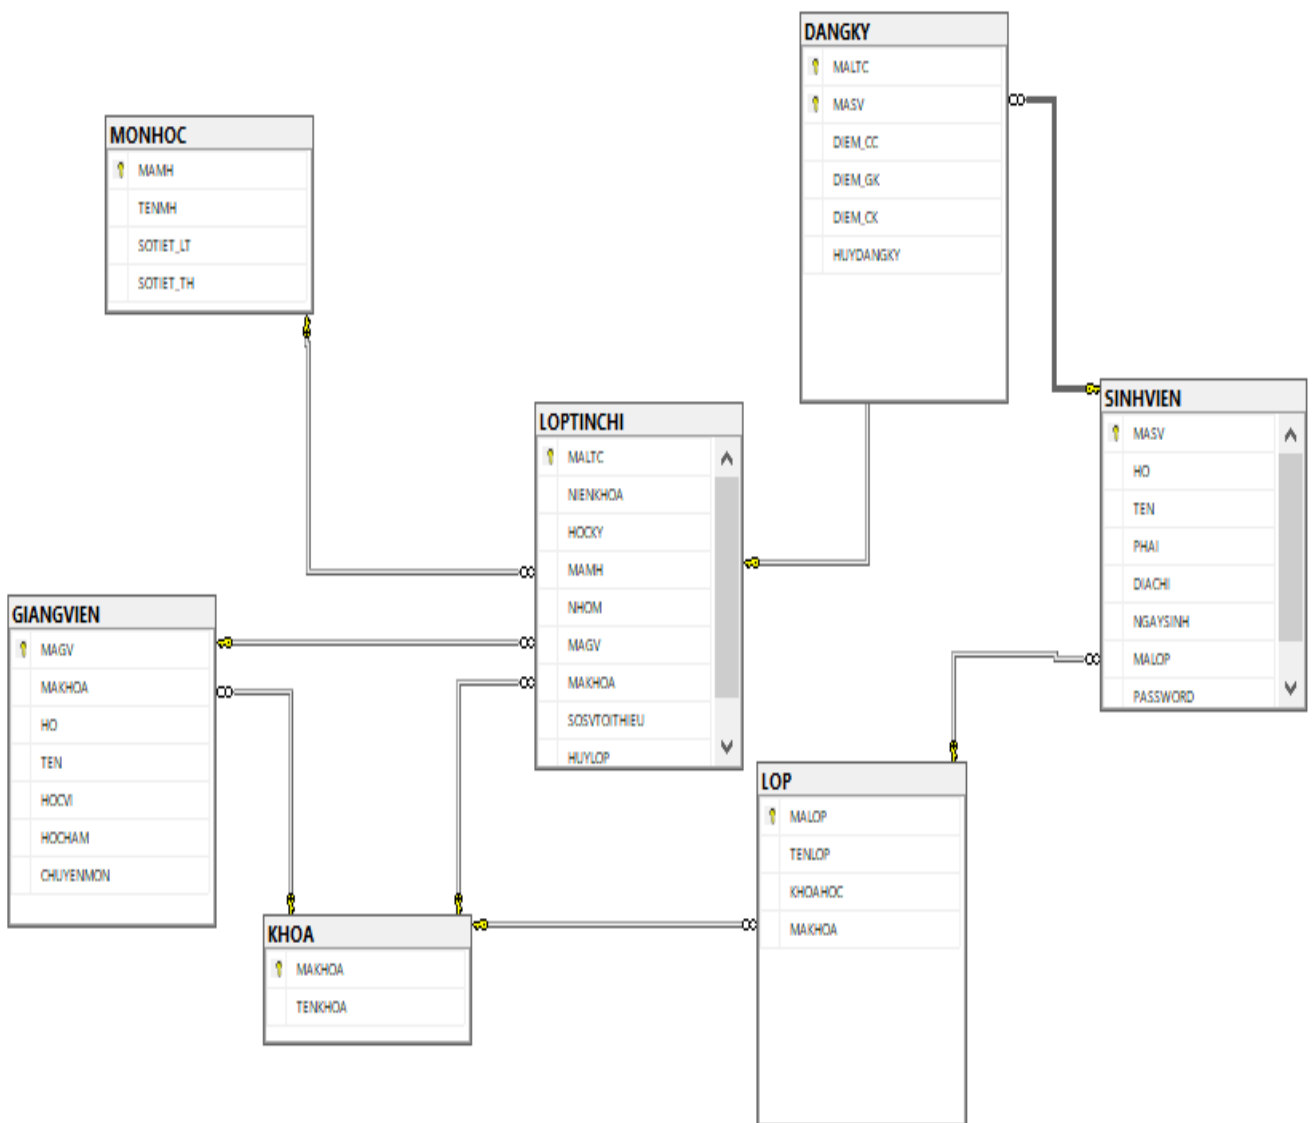 DANGKY
MALTC
MASV
DIEM_CC
DIEM_GK
DIEM_CK
HUYDANGKY
MONHOC
MAMH
TENMH
SOTIET_LT
SOTIET_TH
SINHVIEN
MASV
HO
TEN
PHAI
DIACHI
NGAYSINH
MALOP
PASSWORD
LOPTINCHI
MALTC
NIENKHOA
HOCKY
MAMH
NHOM
MAGV
MAKHOA
SOSVTOITHIEU
HUYLOP
GIANGVIEN
MAGV
MAKHOA
HO
TEN
HOCVI
HOCHAM
CHUYENMON
LOP
MALOP
TENLOP
KHOAHOC
MAKHOA
KHOA
MAKHOA
TENKHOA